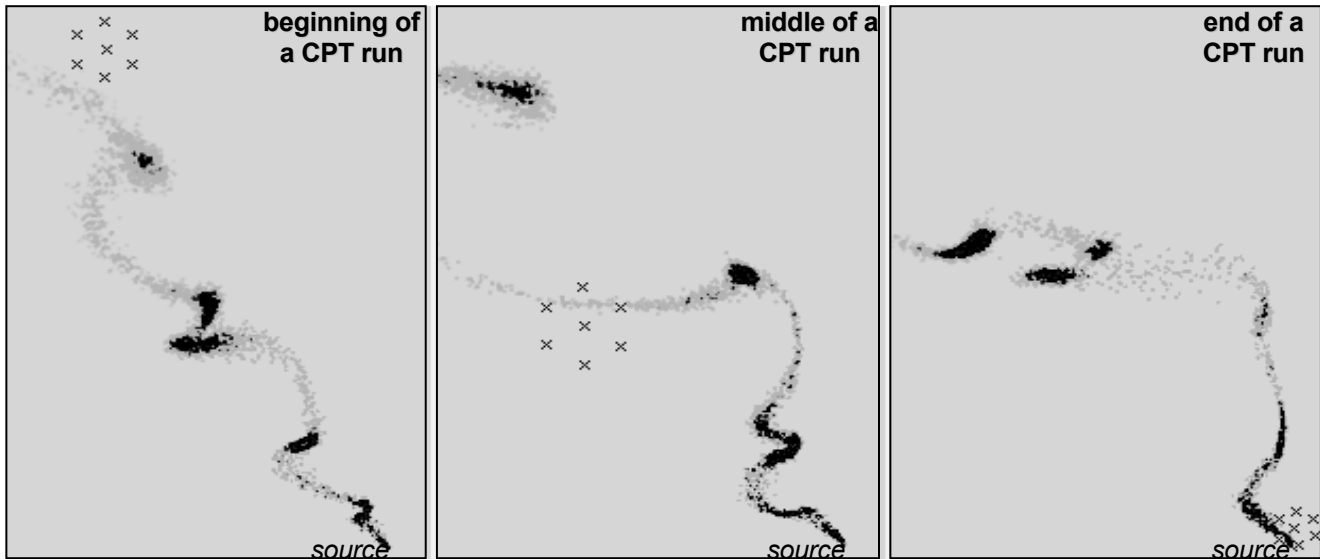 beginning of
a CPT run
source
middle of a
CPT run
source
end of a
CPT run
source